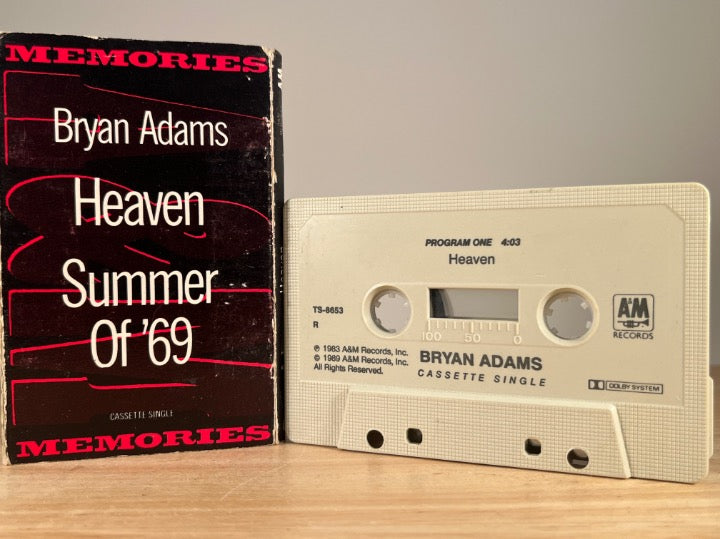 MEMORIES
Bryan Adams
Heaven
Summer
Of '69
CASSETTE SINGLE
MEMORIES
PROGRAM ONE 4:03
Heaven
TS-8653
R
100 50 0
A&M
RECORDS
℗ 1983 A&M Records, Inc.
© 1989 A&M Records, Inc.
All Rights Reserved.
BRYAN ADAMS
CASSETTE SINGLE
DOLBY SYSTEM